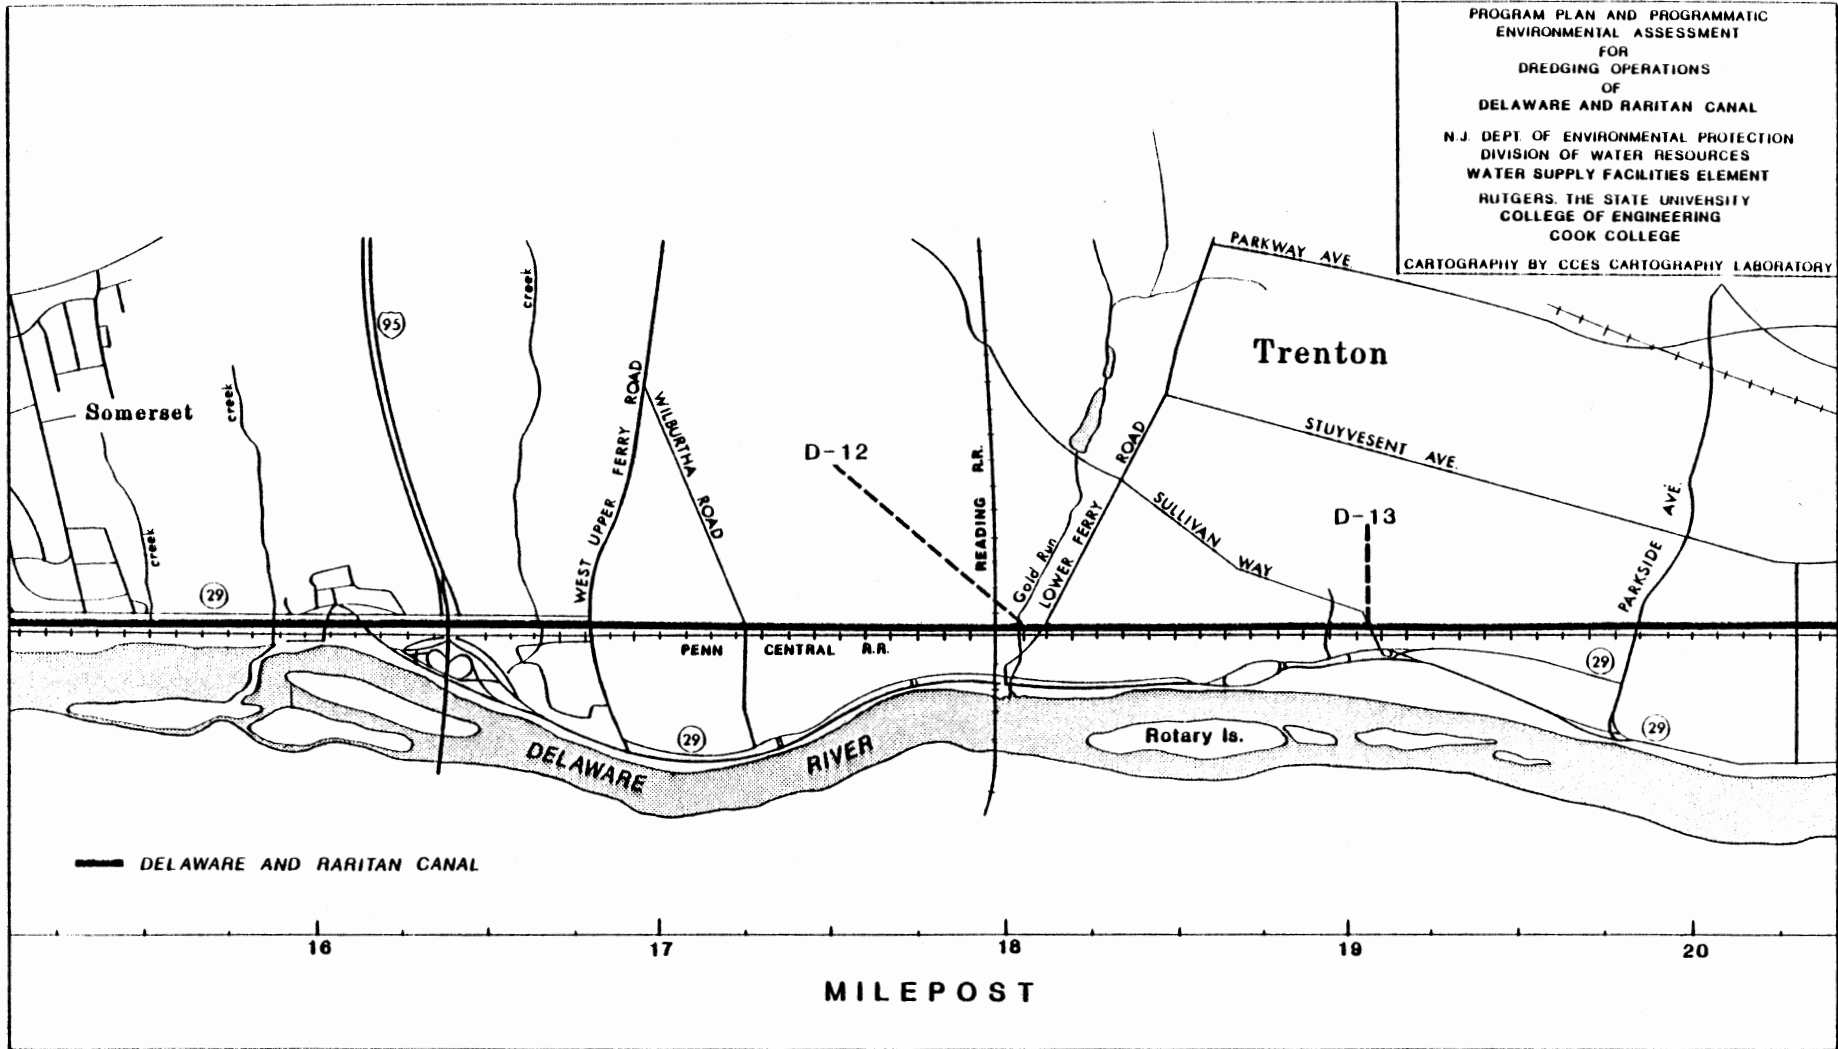 PROGRAM PLAN AND PROGRAMMATIC
ENVIRONMENTAL ASSESSMENT
FOR
DREDGING OPERATIONS
OF
DELAWARE AND RARITAN CANAL
N.J. DEPT. OF ENVIRONMENTAL PROTECTION
DIVISION OF WATER RESOURCES
WATER SUPPLY FACILITIES ELEMENT
RUTGERS, THE STATE UNIVERSITY
COLLEGE OF ENGINEERING
COOK COLLEGE
CARTOGRAPHY BY CCES CARTOGRAPHY LABORATORY
PARKWAY AVE.
creek
95
Trenton
Somerset
creek
WEST UPPER FERRY ROAD
WILBURTHA ROAD
D-12
READING R.R.
LOWER FERRY ROAD
STUYVESENT AVE.
SULLIVAN WAY
D-13
PARKSIDE AVE.
creek
Gold Run
29
PENN CENTRAL R.R.
29
29
29
Rotary Is.
DELAWARE RIVER
DELAWARE AND RARITAN CANAL
16 17 18 19 20
MILEPOST